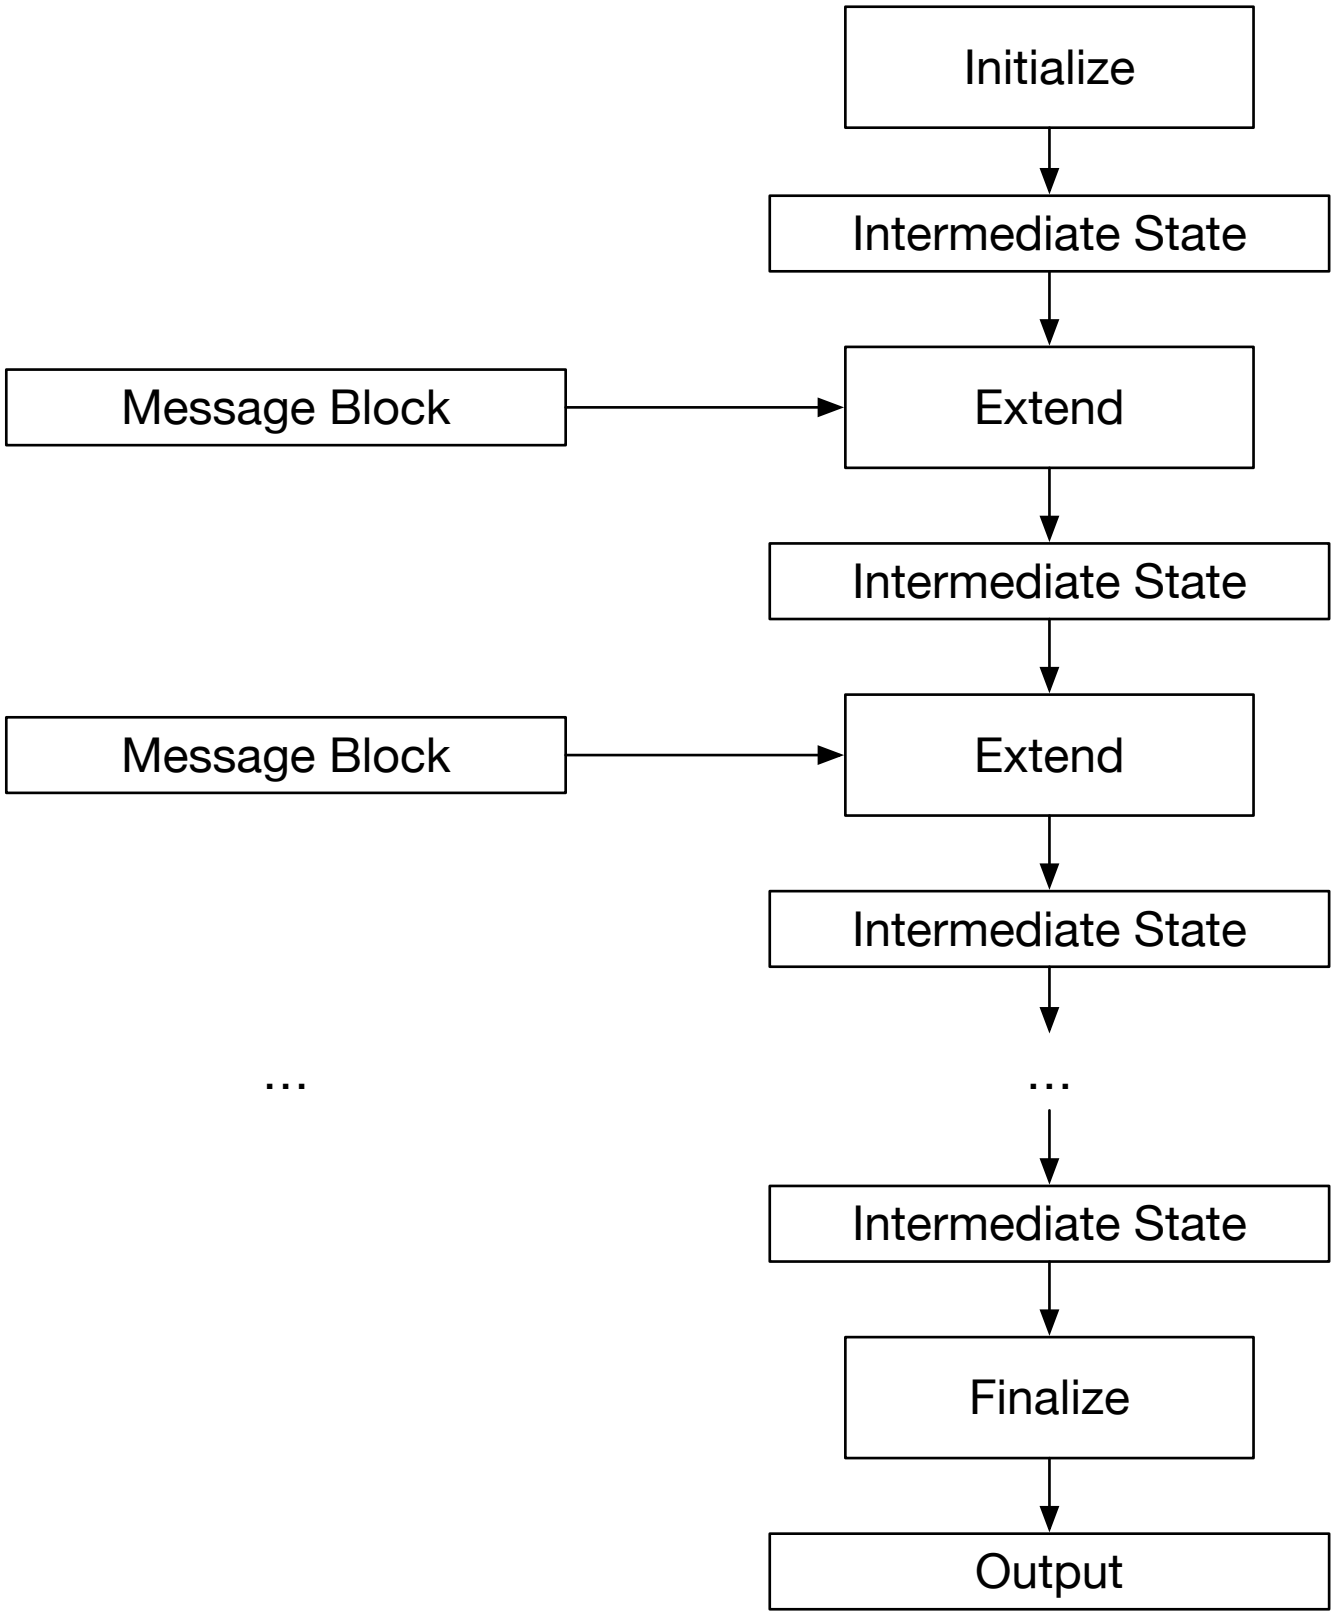 Initialize
Intermediate State
Message Block
Extend
Intermediate State
Message Block
Extend
Intermediate State
...
...
Intermediate State
Finalize
Output